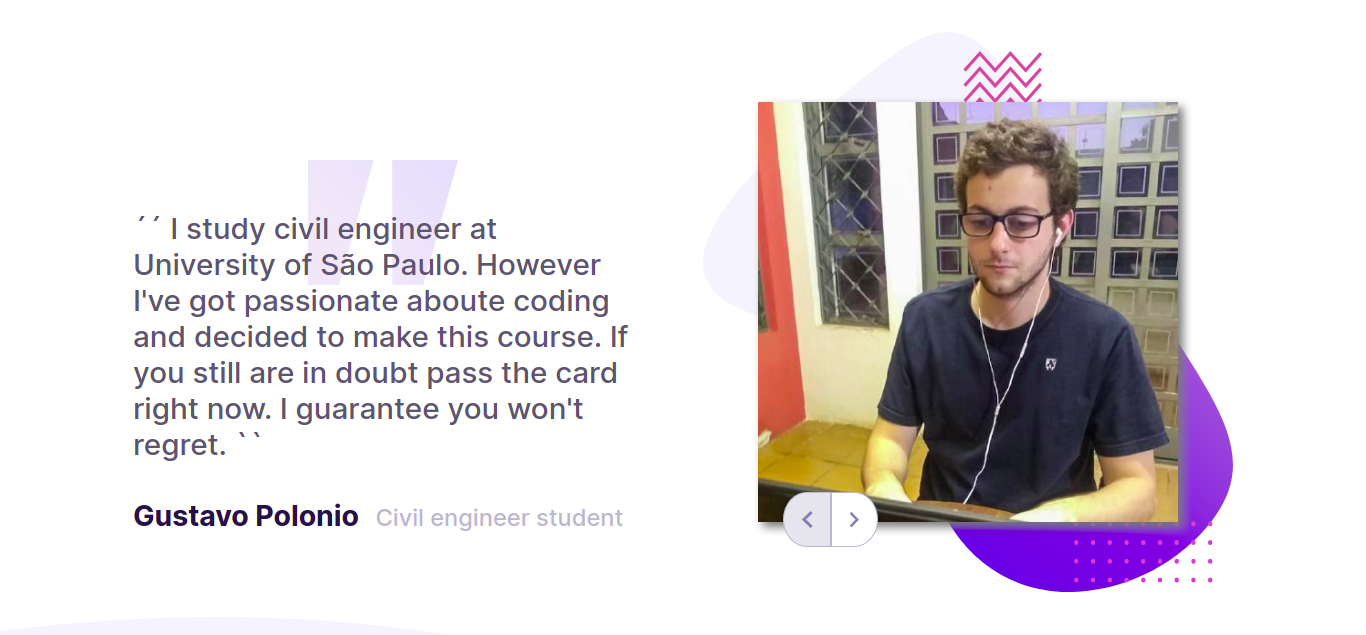 ´´ I study civil engineer at
University of São Paulo. However
I've got passionate aboute coding
and decided to make this course. If
you still are in doubt pass the card
right now. I guarantee you won't
regret. ``
Gustavo Polonio Civil engineer student